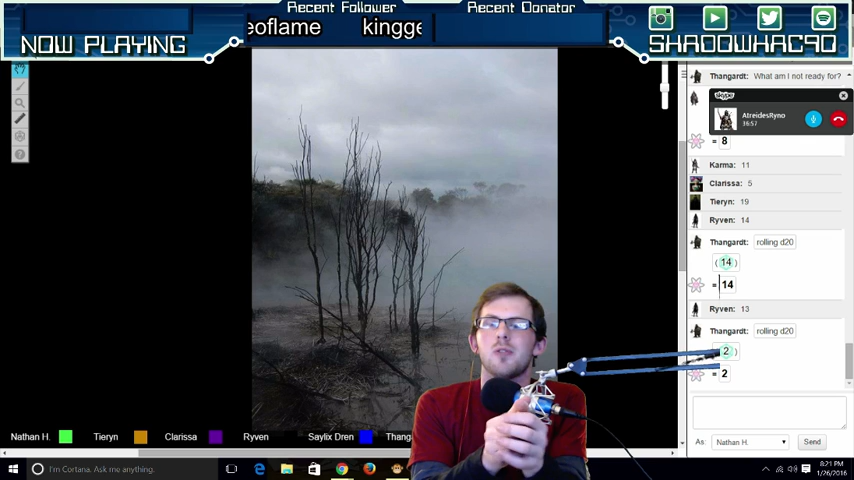 Recent Follower
Recent Donator
NOW PLAYING
eoflame kingge
SHADOWHAC90
Thangardt: What am I not ready for?
skype
AtreidesRyno
36:57
= 8
Karma: 11
Clarissa: 5
Tieryn: 19
Ryven: 14
Thangardt: rolling d20
(14)
= 14
Ryven: 13
Thangardt: rolling d20
2)
= 2
Nathan H. Tieryn Clarissa Ryven Saylix Dren Thang
As: Nathan H. Send
I'm Cortana. Ask me anything.
8:21 PM
1/26/2016